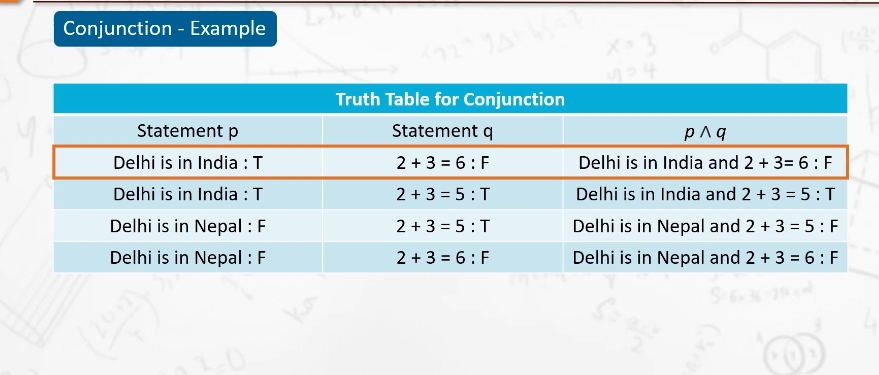 Conjunction - Example
Truth Table for Conjunction
Statement p Statement q p ∧ q
Delhi is in India : T 2 + 3 = 6 : F Delhi is in India and 2 + 3= 6 : F
Delhi is in India : T 2 + 3 = 5 : T Delhi is in India and 2 + 3 = 5 : T
Delhi is in Nepal : F 2 + 3 = 5 : T Delhi is in Nepal and 2 + 3 = 5 : F
Delhi is in Nepal : F 2 + 3 = 6 : F Delhi is in Nepal and 2 + 3 = 6 : F